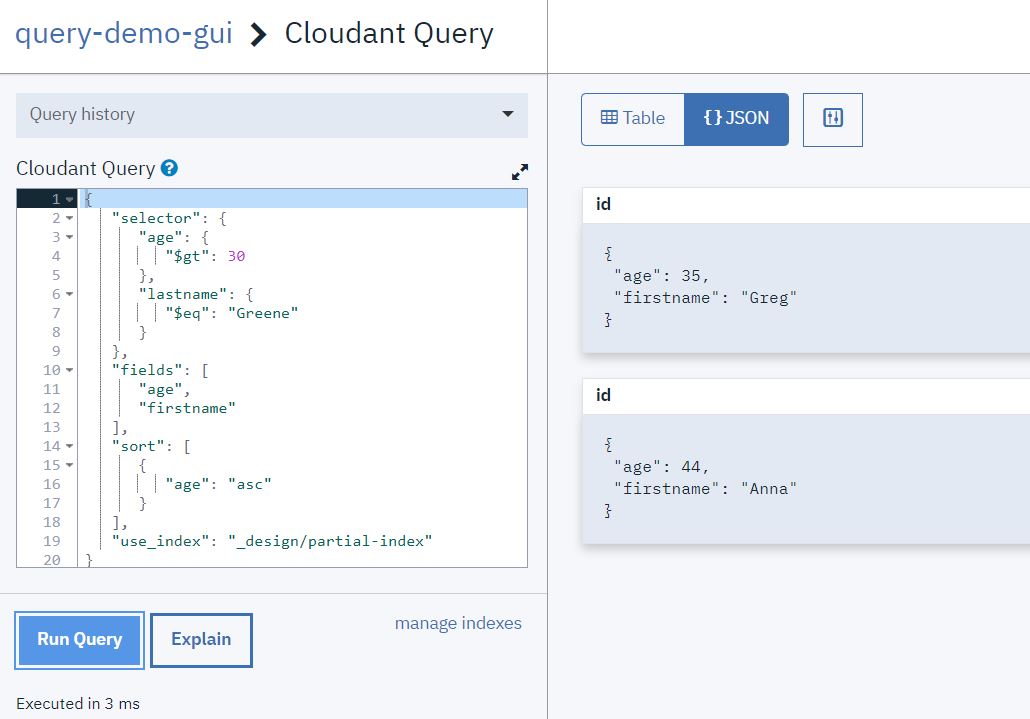 query-demo-gui > Cloudant Query
Query history
Cloudant Query ?
1 {
2 "selector": {
3 "age": {
4 "$gt": 30
5 },
6 "lastname": {
7 "$eq": "Greene"
8 }
9 },
10 "fields": [
11 "age",
12 "firstname"
13 ],
14 "sort": [
15 {
16 "age": "asc"
17 }
18 ],
19 "use_index": "_design/partial-index"
20 }
Run Query
Explain
manage indexes
Executed in 3 ms
Table
{} JSON
id
{
"age": 35,
"firstname": "Greg"
}
id
{
"age": 44,
"firstname": "Anna"
}